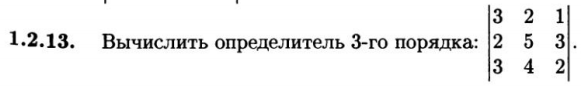 1.2.13. Вычислить определитель 3-го порядка: |3 2 1|
|2 5 3|.
|3 4 2|